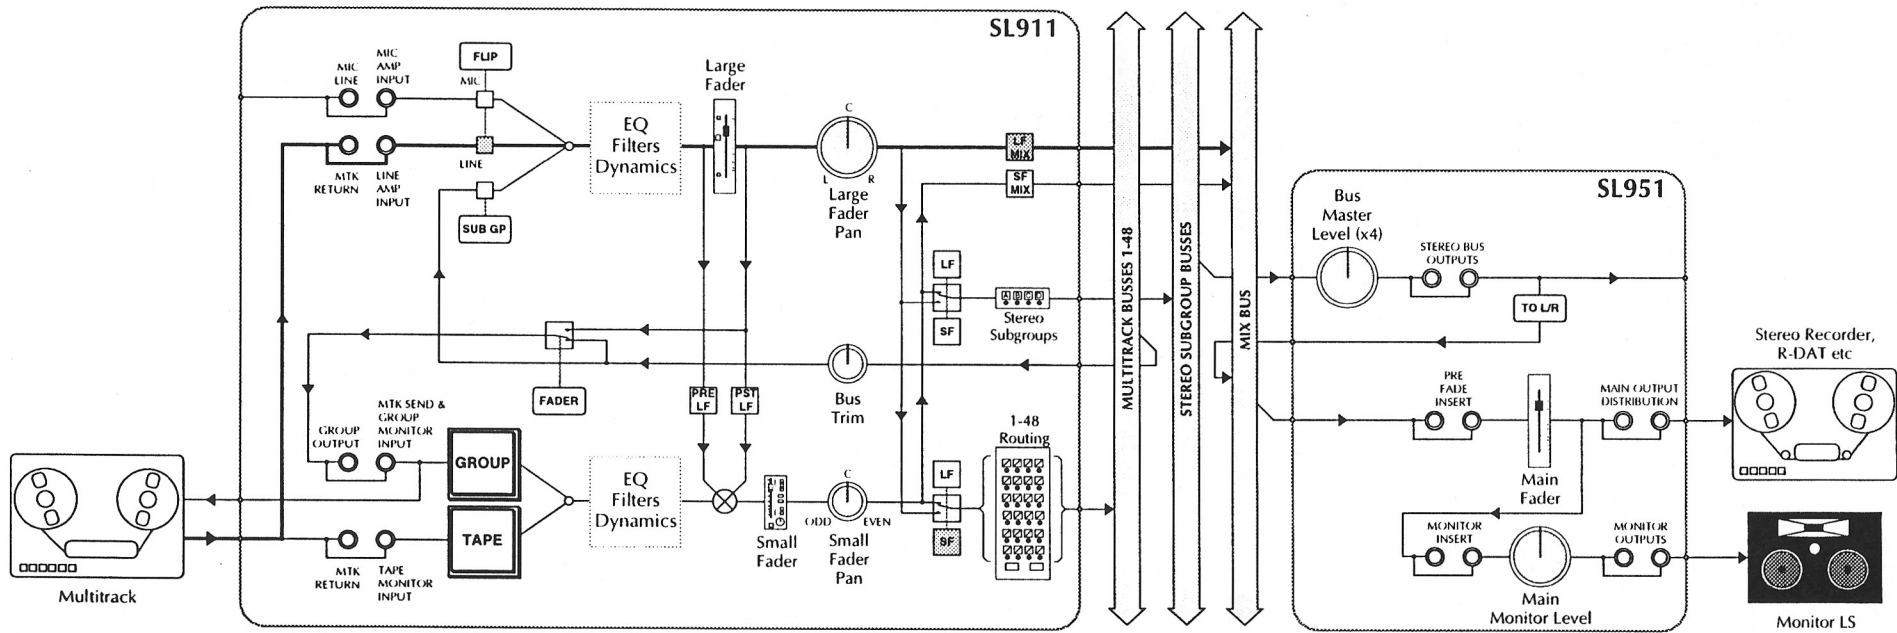 SL911
FLIP
MIC
LINE
MIC
AMP
INPUT
MIC
Large
Fader
EQ
Filters
Dynamics
C
L
R
Large
Fader
Pan
LF
MIX
SF
MIX
MTK
RETURN
LINE
AMP
INPUT
LINE
SUB GP
LF
SF
A B C D
Stereo
Subgroups
FADER
PRE
LF
PST
LF
Bus
Trim
GROUP
OUTPUT
MTK SEND &
GROUP
MONITOR
INPUT
GROUP
TAPE
MTK
RETURN
TAPE
MONITOR
INPUT
EQ
Filters
Dynamics
Small
Fader
C
ODD
EVEN
Small
Fader
Pan
LF
SF
1-48
Routing
Multitrack
MULTITRACK BUSSES 1-48
STEREO SUBGROUP BUSSES
MIX BUS
SL951
Bus
Master
Level (x4)
STEREO BUS
OUTPUTS
TO L/R
PRE
FADE
INSERT
MAIN OUTPUT
DISTRIBUTION
Main
Fader
MONITOR
INSERT
MONITOR
OUTPUTS
Main
Monitor Level
Stereo Recorder,
R-DAT etc
Monitor LS